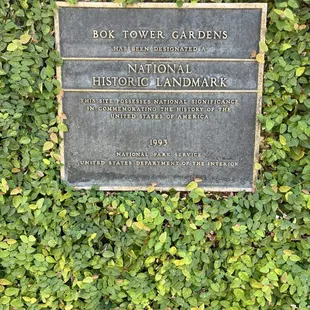 BOK TOWER GARDENS
HAS BEEN DESIGNATED A
NATIONAL
HISTORIC LANDMARK
THIS SITE POSSESSES NATIONAL SIGNIFICANCE
IN COMMEMORATING THE HISTORY OF THE
UNITED STATES OF AMERICA
1993
NATIONAL PARK SERVICE
UNITED STATES DEPARTMENT OF THE INTERIOR